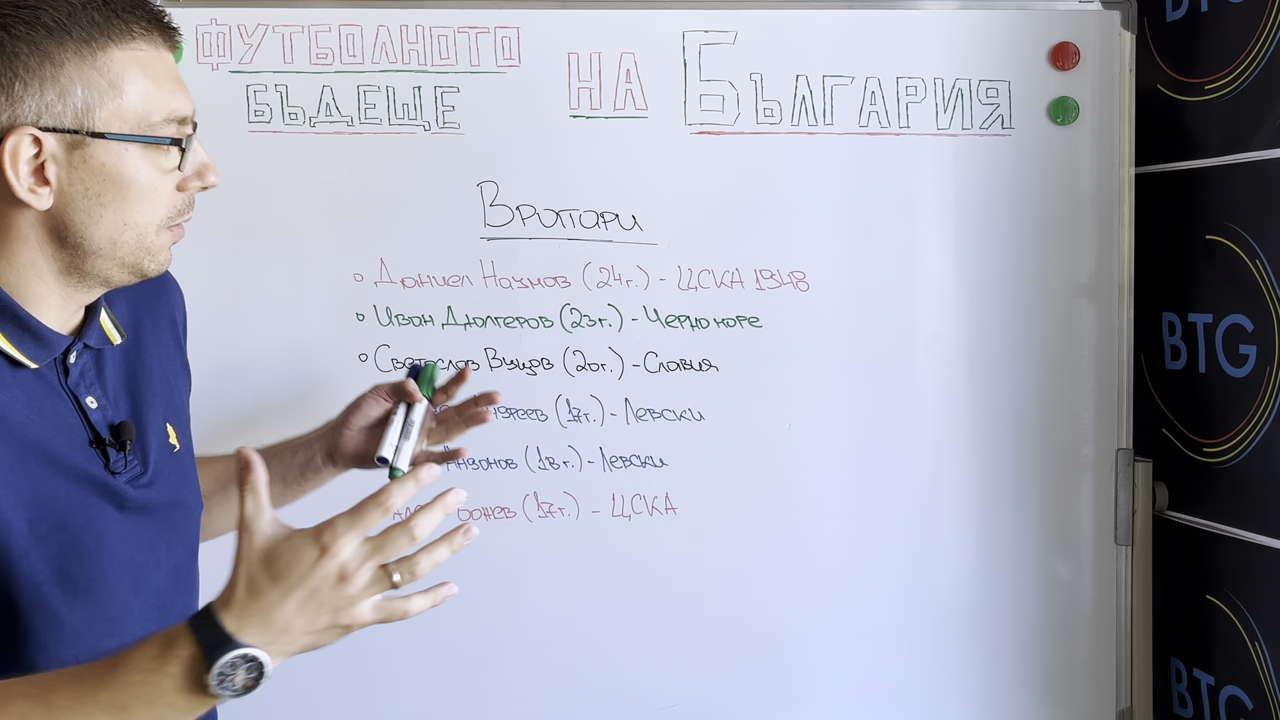 ФУТБОЛНОТО
БЪДЕЩЕ НА БЪЛГАРИЯ
Вратари
Даниел Наумов (24г.) - ЦСКА 1948
Иван Дюлгеров (23г.) - Черно море
Светослав Вуцов (20г.) - Славия
(17г.) - Левски
(18г.) - Левски
(17г.) - ЦСКА
BTG
BTG
BTG